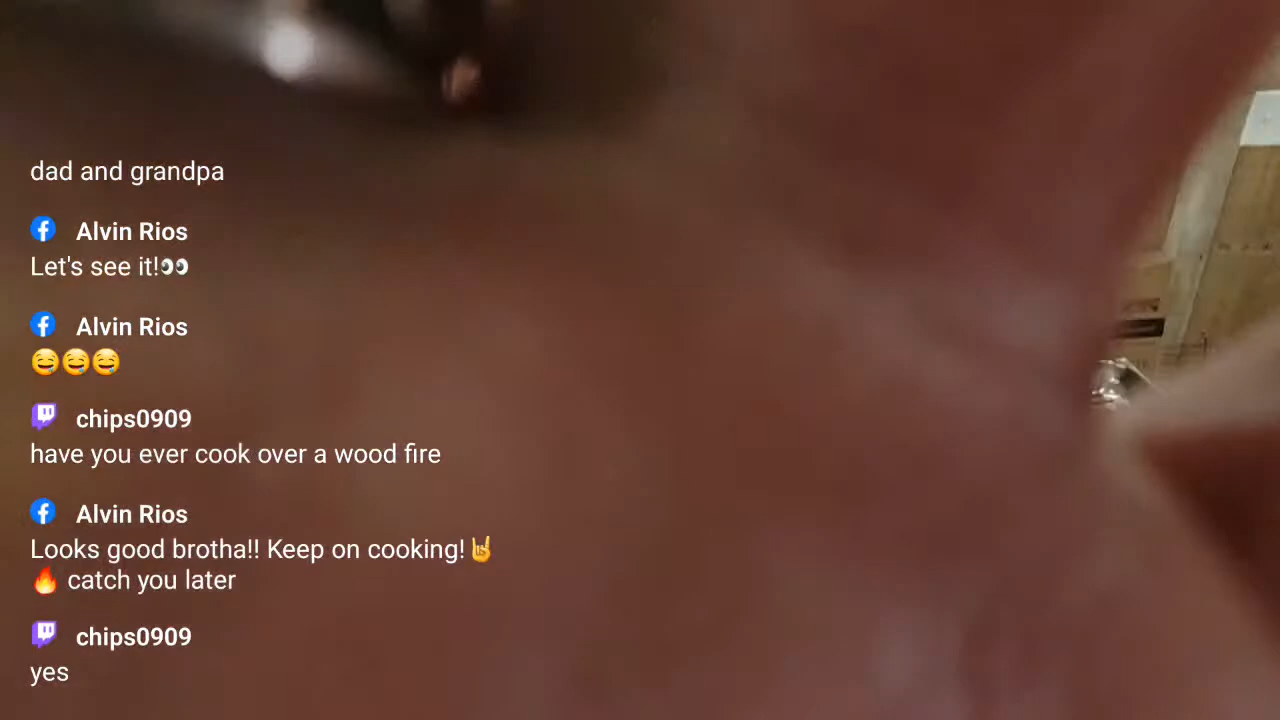 dad and grandpa
Alvin Rios
Let's see it!👀
Alvin Rios
🤤🤤🤤
chips0909
have you ever cook over a wood fire
Alvin Rios
Looks good brotha!! Keep on cooking!🤘
🔥 catch you later
chips0909
yes